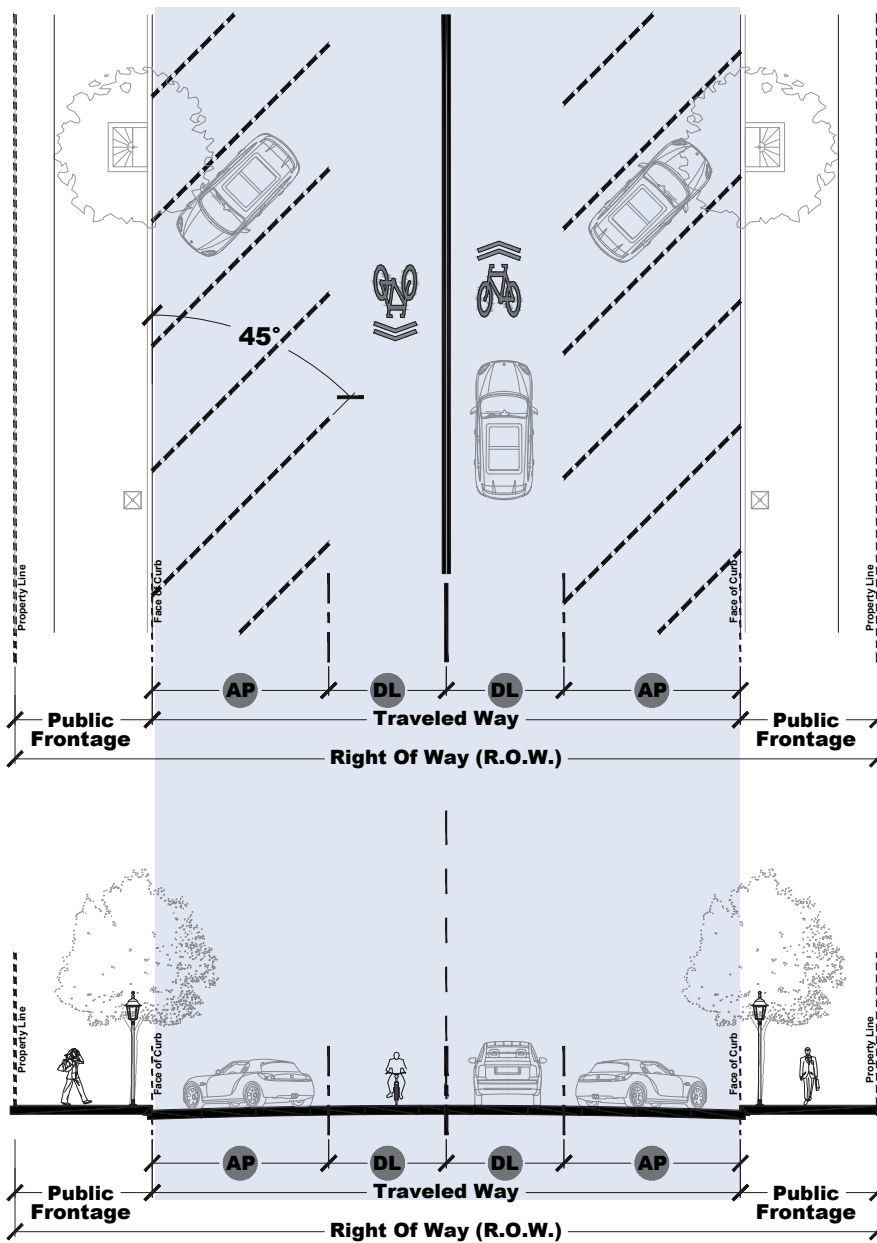 45°
Property Line
Face of Curb
Face of Curb
Property Line
AP
DL
DL
AP
Public
Frontage
Traveled Way
Public
Frontage
Right Of Way (R.O.W.)
Property Line
Face of Curb
Face of Curb
Property Line
AP
DL
DL
AP
Public
Frontage
Traveled Way
Public
Frontage
Right Of Way (R.O.W.)